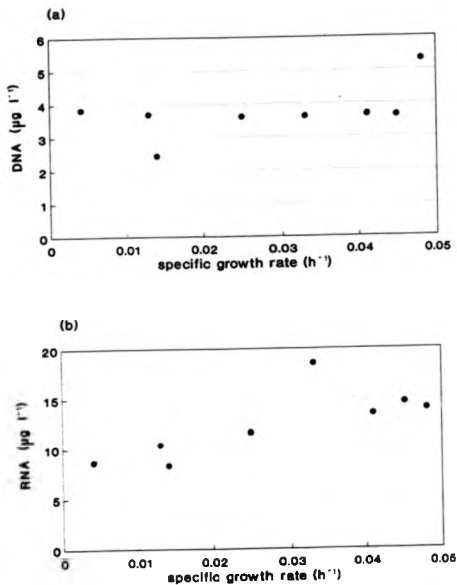 (a)
6
5
4
3
2
1
0
DNA (µg l⁻¹)
0 0.01 0.02 0.03 0.04 0.05
specific growth rate (h⁻¹)
(b)
20
15
10
5
0
RNA (µg l⁻¹)
0 0.01 0.02 0.03 0.04 0.05
specific growth rate (h⁻¹)